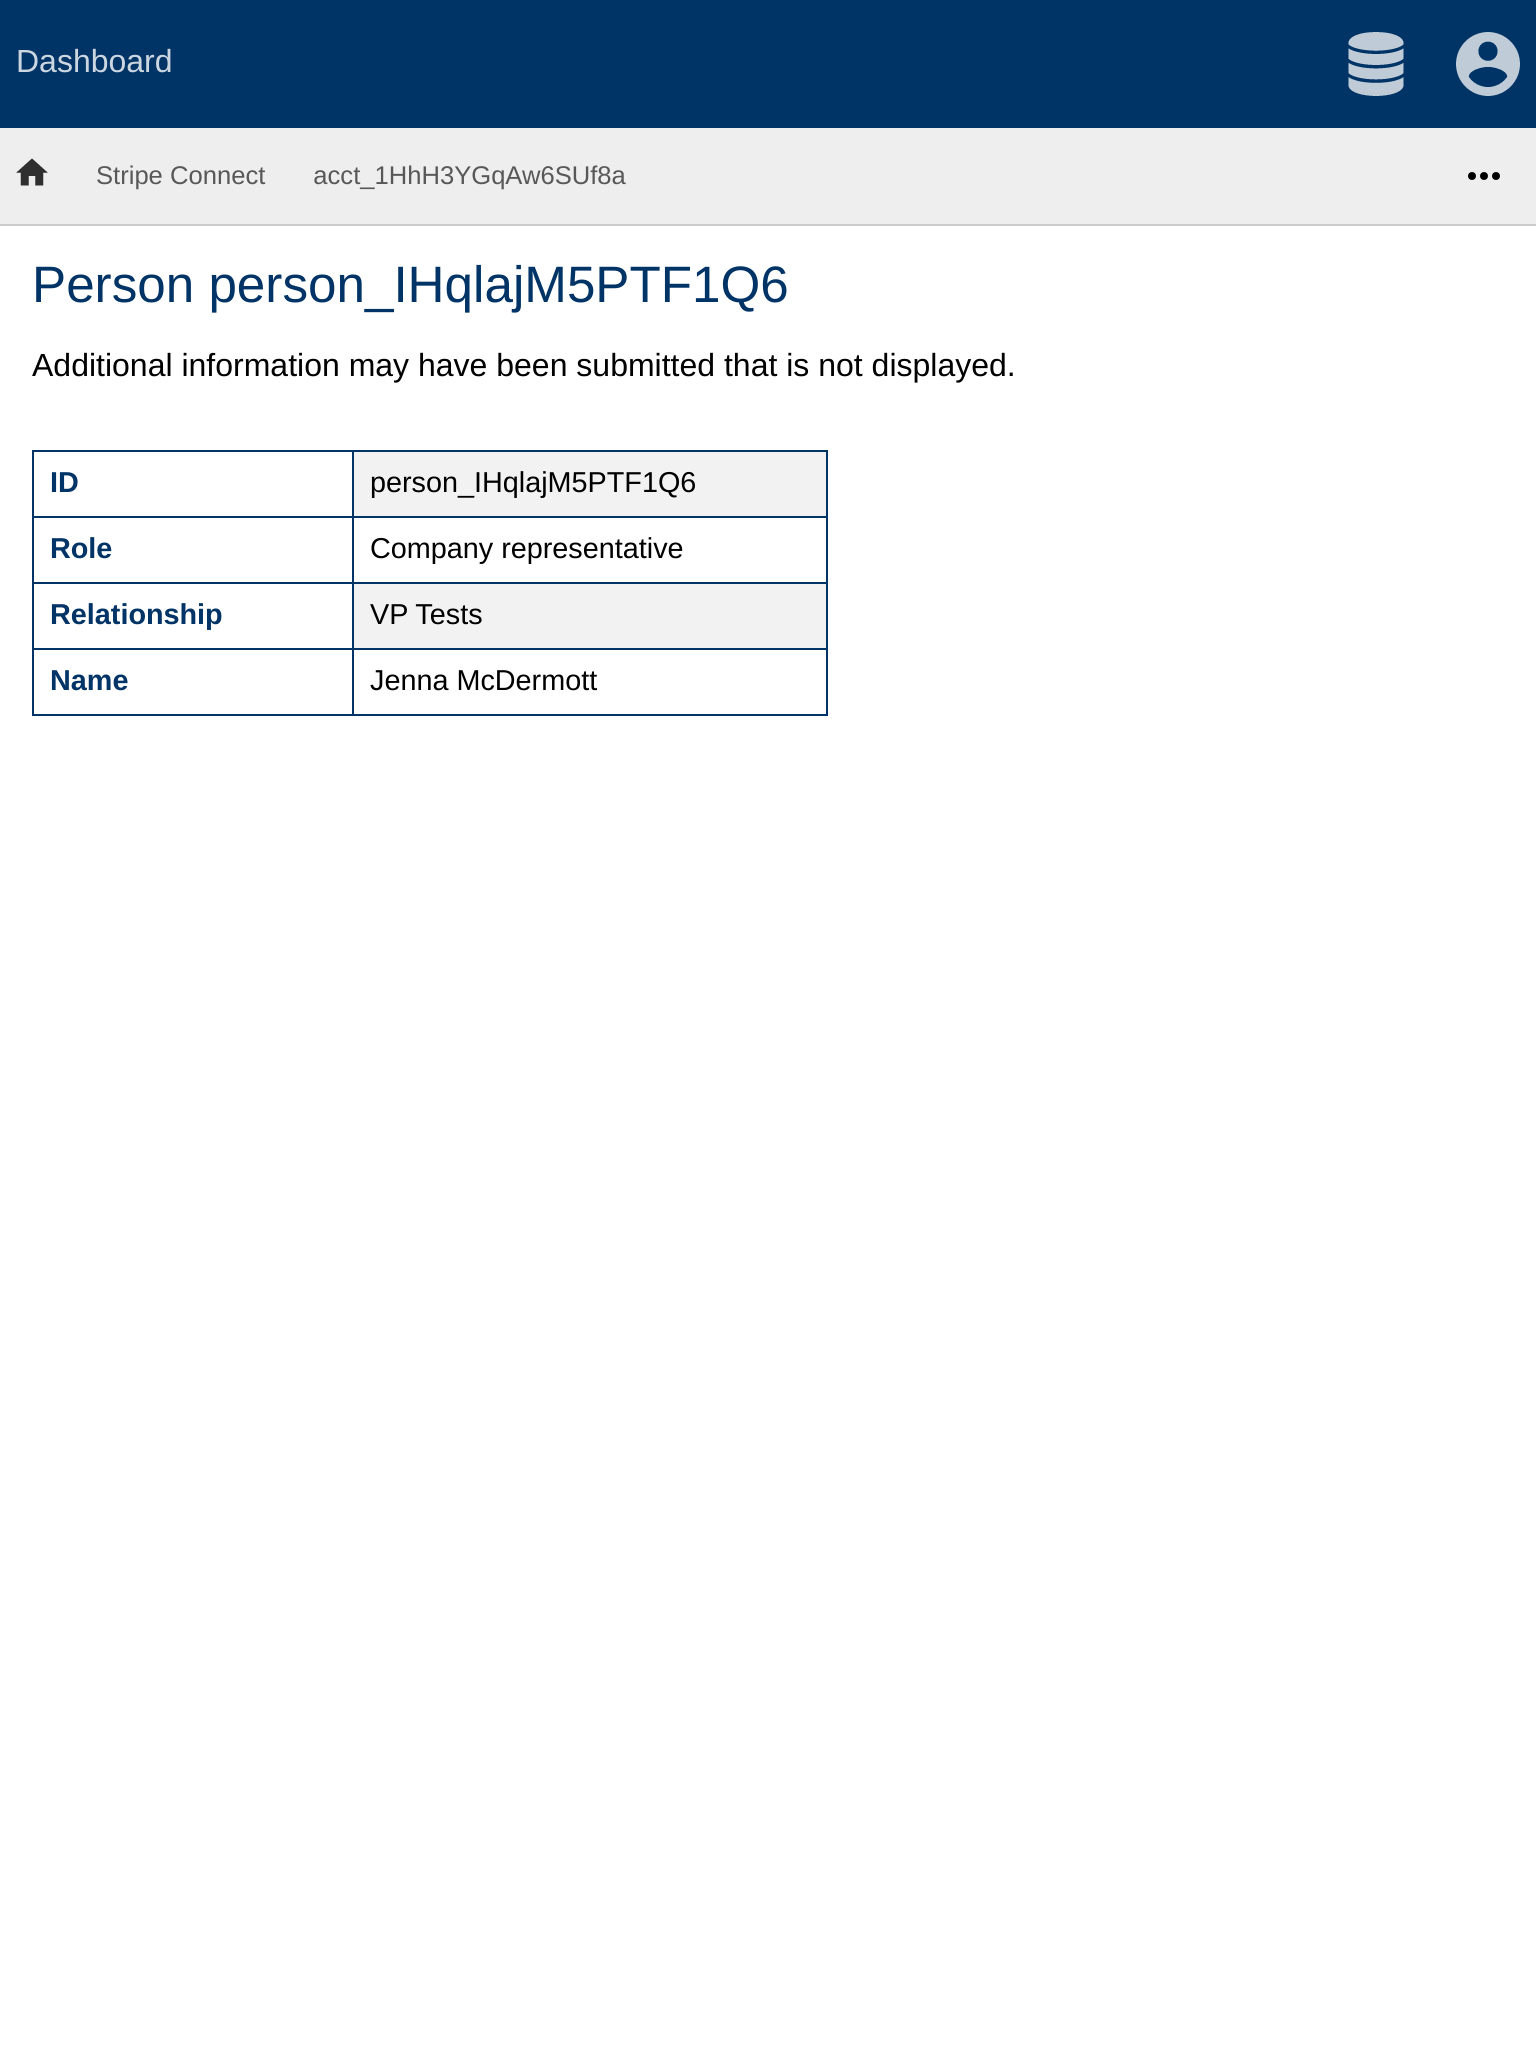 Dashboard
Stripe Connect acct_1HhH3YGqAw6SUf8a
Person person_IHqlajM5PTF1Q6
Additional information may have been submitted that is not displayed.
ID person_IHqlajM5PTF1Q6
Role Company representative
Relationship VP Tests
Name Jenna McDermott